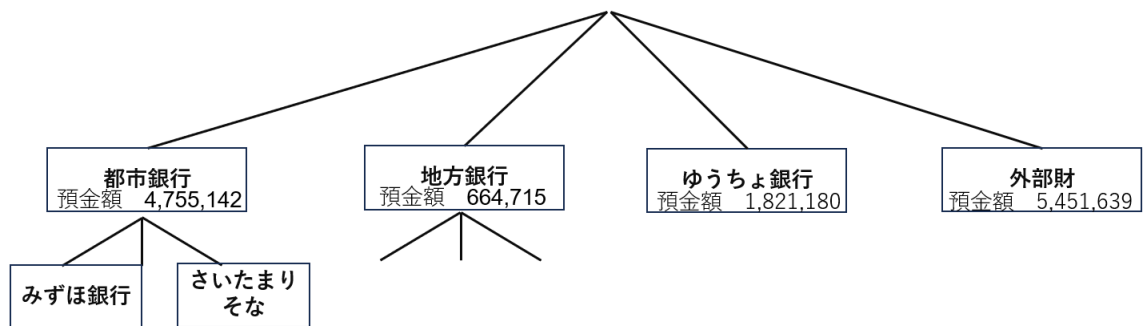 都市銀行
預金額　4,755,142
地方銀行
預金額　664,715
ゆうちょ銀行
預金額　1,821,180
外部財
預金額　5,451,639
みずほ銀行
さいたまり
そな